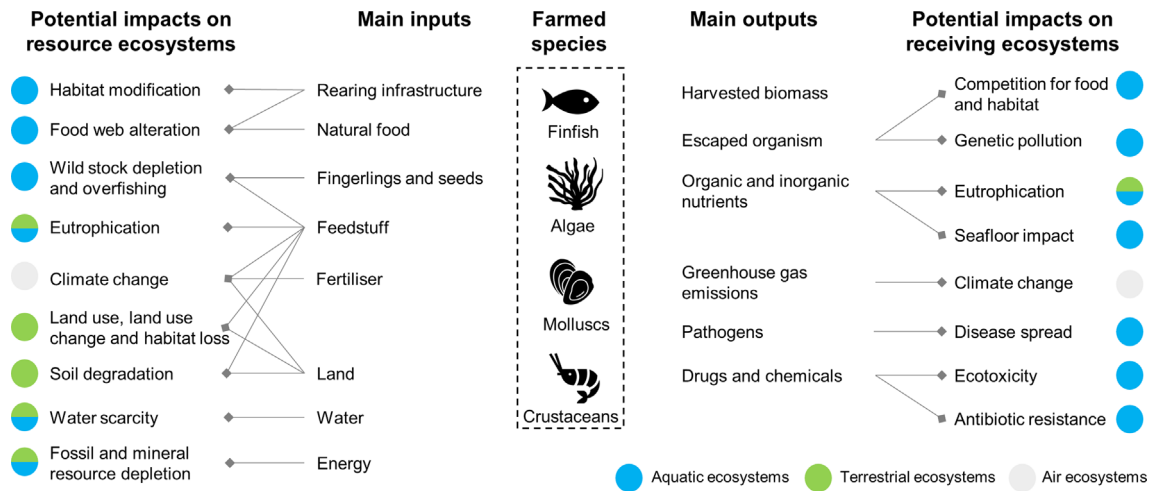 Potential impacts on
resource ecosystems
Main inputs
Farmed
species
Main outputs
Potential impacts on
receiving ecosystems
Habitat modification
Food web alteration
Wild stock depletion
and overfishing
Eutrophication
Climate change
Land use, land use
change and habitat loss
Soil degradation
Water scarcity
Fossil and mineral
resource depletion
Rearing infrastructure
Natural food
Fingerlings and seeds
Feedstuff
Fertiliser
Land
Water
Energy
Finfish
Algae
Molluscs
Crustaceans
Harvested biomass
Escaped organism
Organic and inorganic
nutrients
Greenhouse gas
emissions
Pathogens
Drugs and chemicals
Competition for food
and habitat
Genetic pollution
Eutrophication
Seafloor impact
Climate change
Disease spread
Ecotoxicity
Antibiotic resistance
Aquatic ecosystems
Terrestrial ecosystems
Air ecosystems